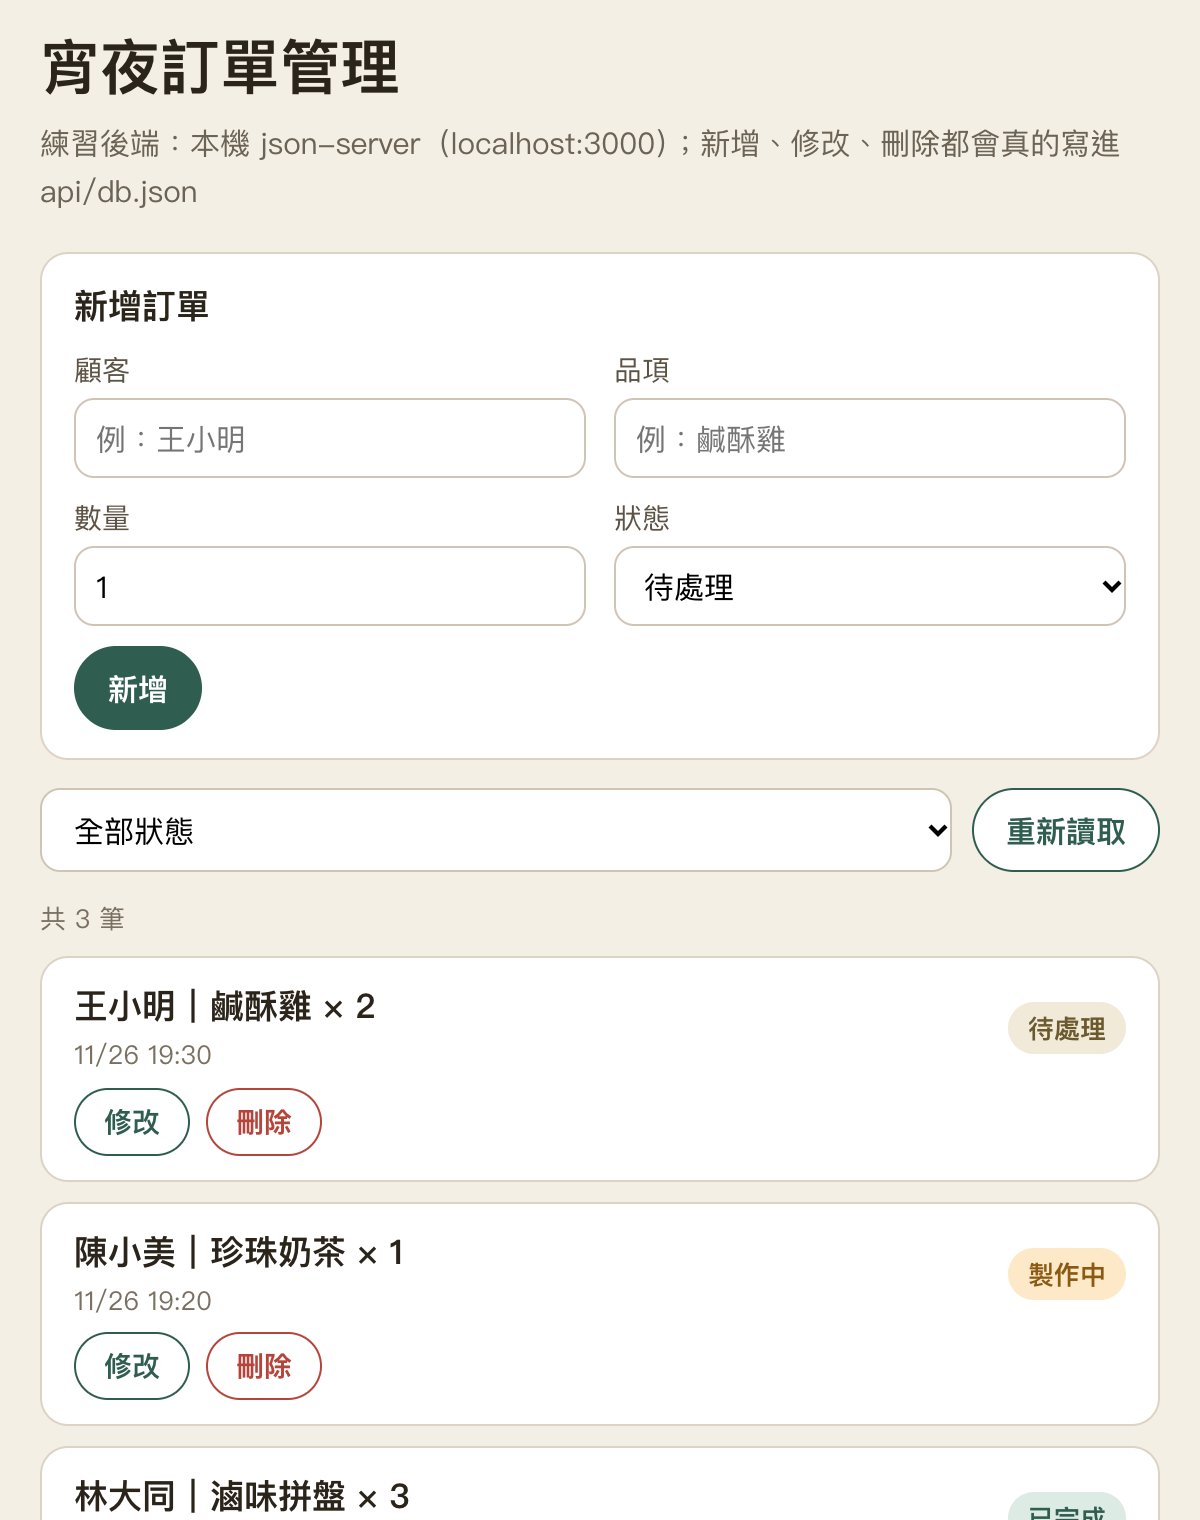 宵夜訂單管理
練習後端：本機 json-server（localhost:3000）；新增、修改、刪除都會真的寫進
api/db.json
新增訂單
顧客
品項
例：王小明
例：鹹酥雞
數量
狀態
1
待處理
新增
全部狀態
重新讀取
共 3 筆
王小明｜鹹酥雞 × 2
待處理
11/26 19:30
修改
刪除
陳小美｜珍珠奶茶 × 1
製作中
11/26 19:20
修改
刪除
林大同｜滷味拼盤 × 3
已完成